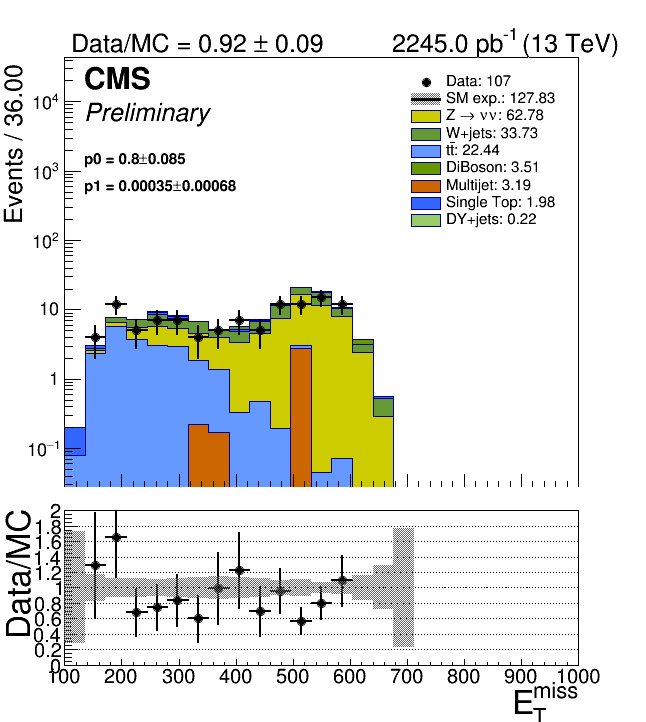 Data/MC = 0.92 ± 0.09
2245.0 pb⁻¹ (13 TeV)
CMS
Preliminary
p0 = 0.8±0.085
p1 = 0.00035±0.00068
Data: 107
SM exp.: 127.83
Z → νν: 62.78
W+jets: 33.73
tt̄: 22.44
DiBoson: 3.51
Multijet: 3.19
Single Top: 1.98
DY+jets: 0.22
Events / 36.00
10⁴
10³
10²
10
1
10⁻¹
Data/MC
2
1.8
1.6
1.4
1.2
1
0.8
0.6
0.4
0.2
0
100 200 300 400 500 600 700 800 900 1000
E_T^miss